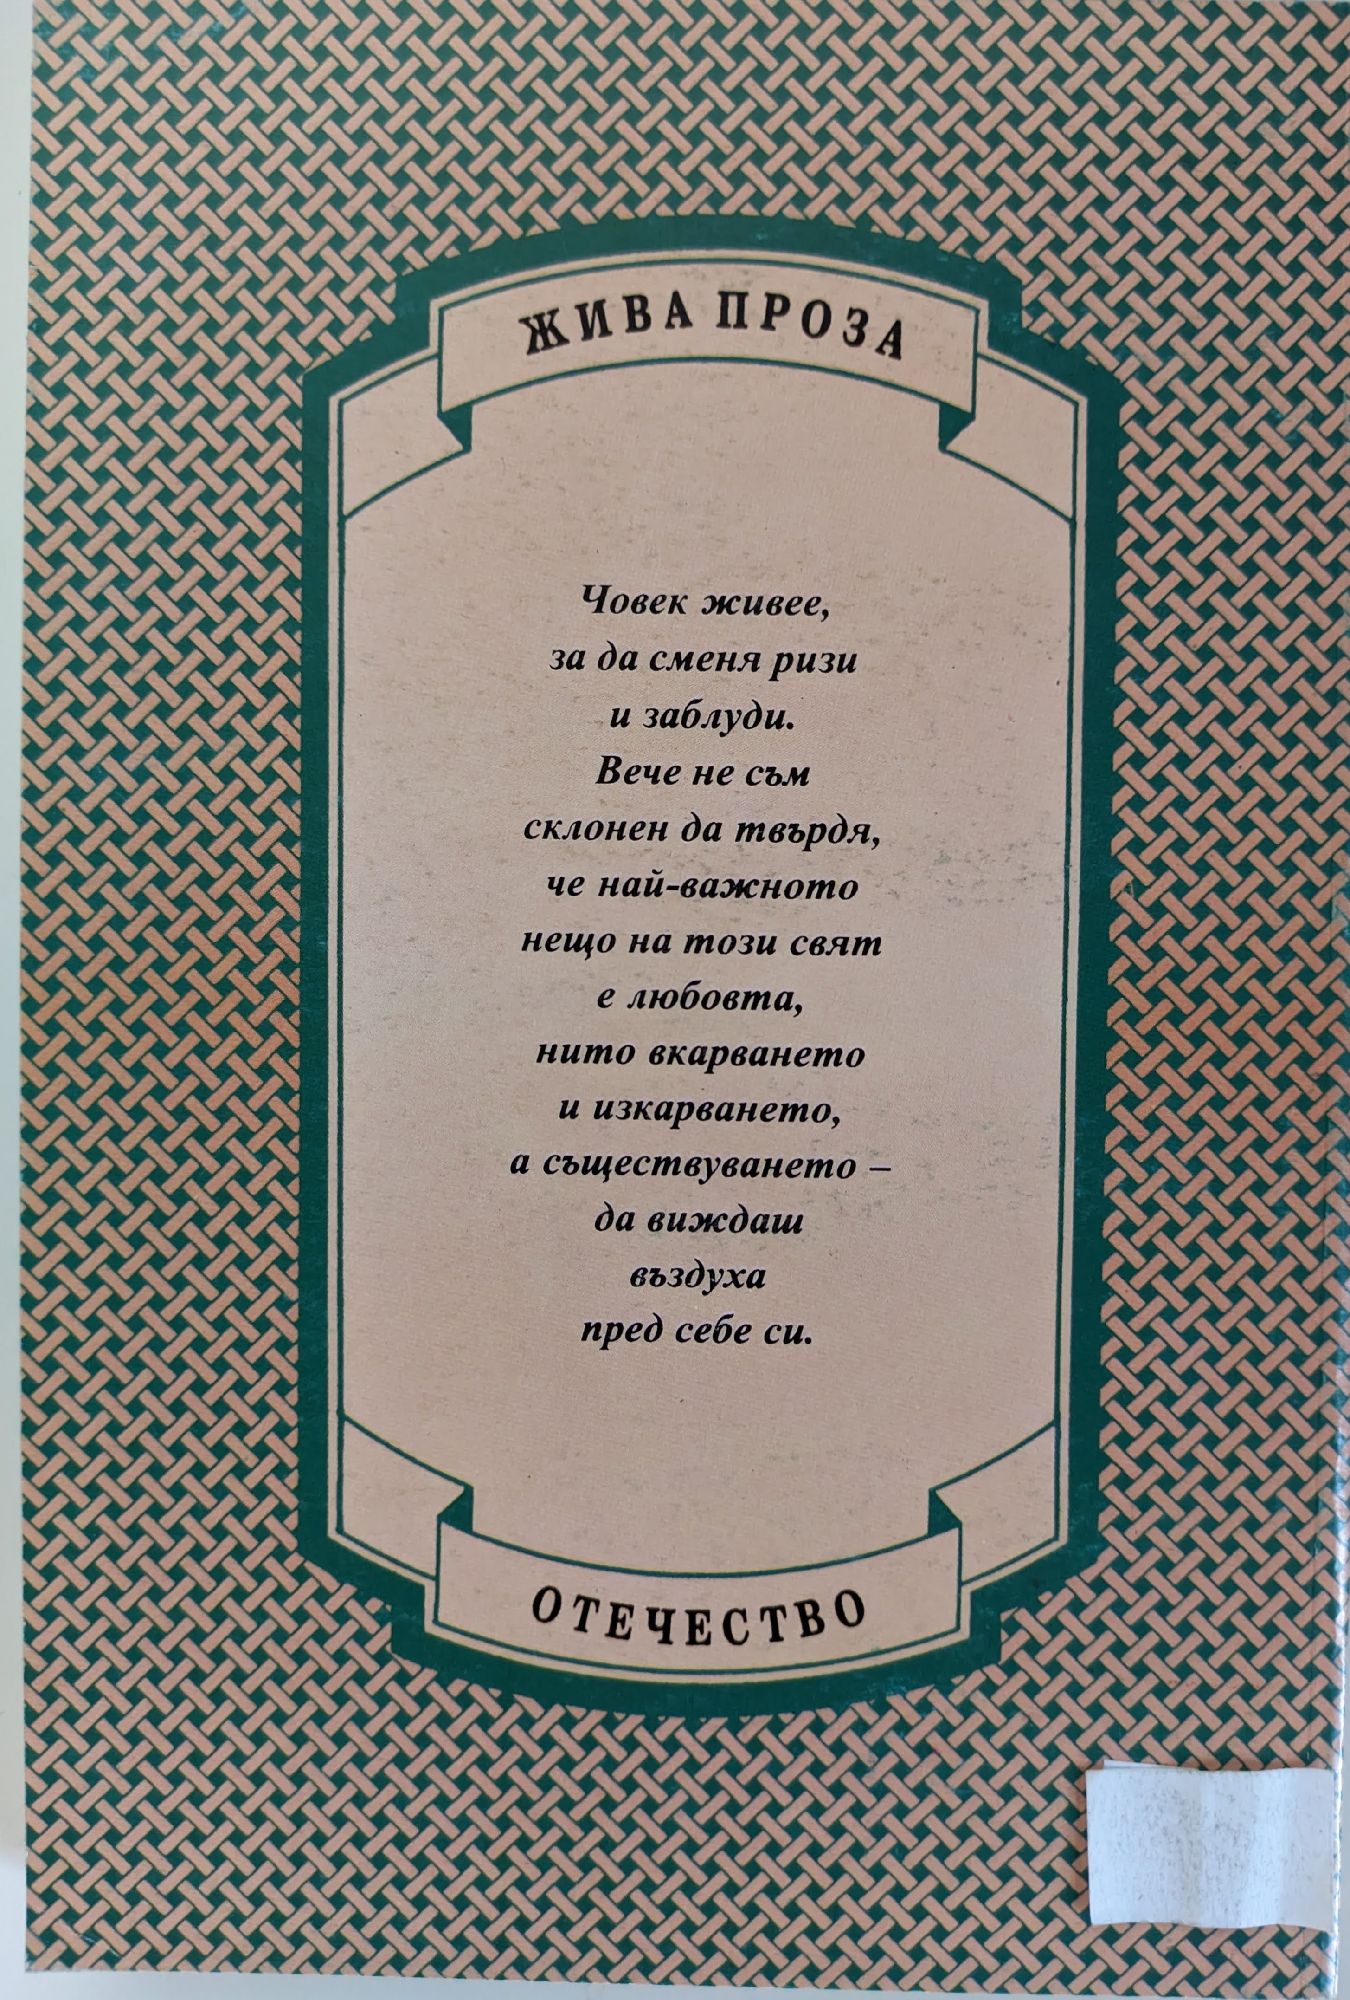 ЖИВА ПРОЗА
Човек живее,
за да сменя ризи
и заблуди.
Вече не съм
склонен да твърдя,
че най-важното
нещо на този свят
е любовта,
нито вкарването
и изкарването,
а съществуването –
да виждаш
въздуха
пред себе си.
ОТЕЧЕСТВО